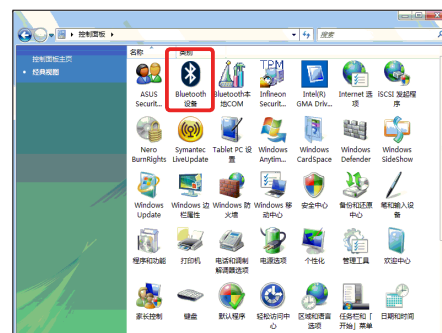 控制面板
搜索
控制面板主页
经典视图
名称 类别
ASUS Securit...
Bluetooth 设备
Bluetooth本地COM
Infineon Securit...
Intel(R) GMA Driv...
Internet 选项
iSCSI 发起程序
Nero BurnRights
Symantec LiveUpdate
Tablet PC 设置
Windows Anytim...
Windows CardSpace
Windows Defender
Windows SideShow
Windows Update
Windows 边栏属性
Windows 防火墙
Windows 移动中心
安全中心
备份和还原中心
笔和输入设备
程序和功能
打印机
电话和调制解调器选项
电源选项
个性化
管理工具
欢迎中心
家长控制
键盘
默认程序
轻松访问中心
区域和语言选项
任务栏和「开始」菜单
日期和时间